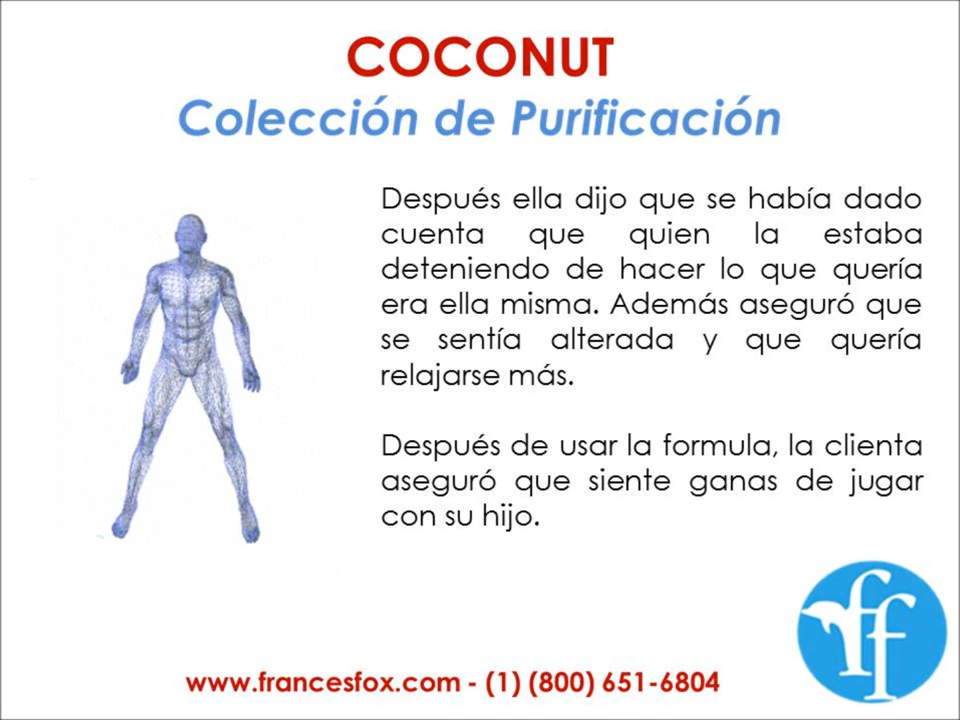 COCONUT
Colección de Purificación
Después ella dijo que se había dado
cuenta que quien la estaba
deteniendo de hacer lo que quería
era ella misma. Además aseguró que
se sentía alterada y que quería
relajarse más.
Después de usar la formula, la clienta
aseguró que siente ganas de jugar
con su hijo.
ff
www.francesfox.com - (1) (800) 651-6804